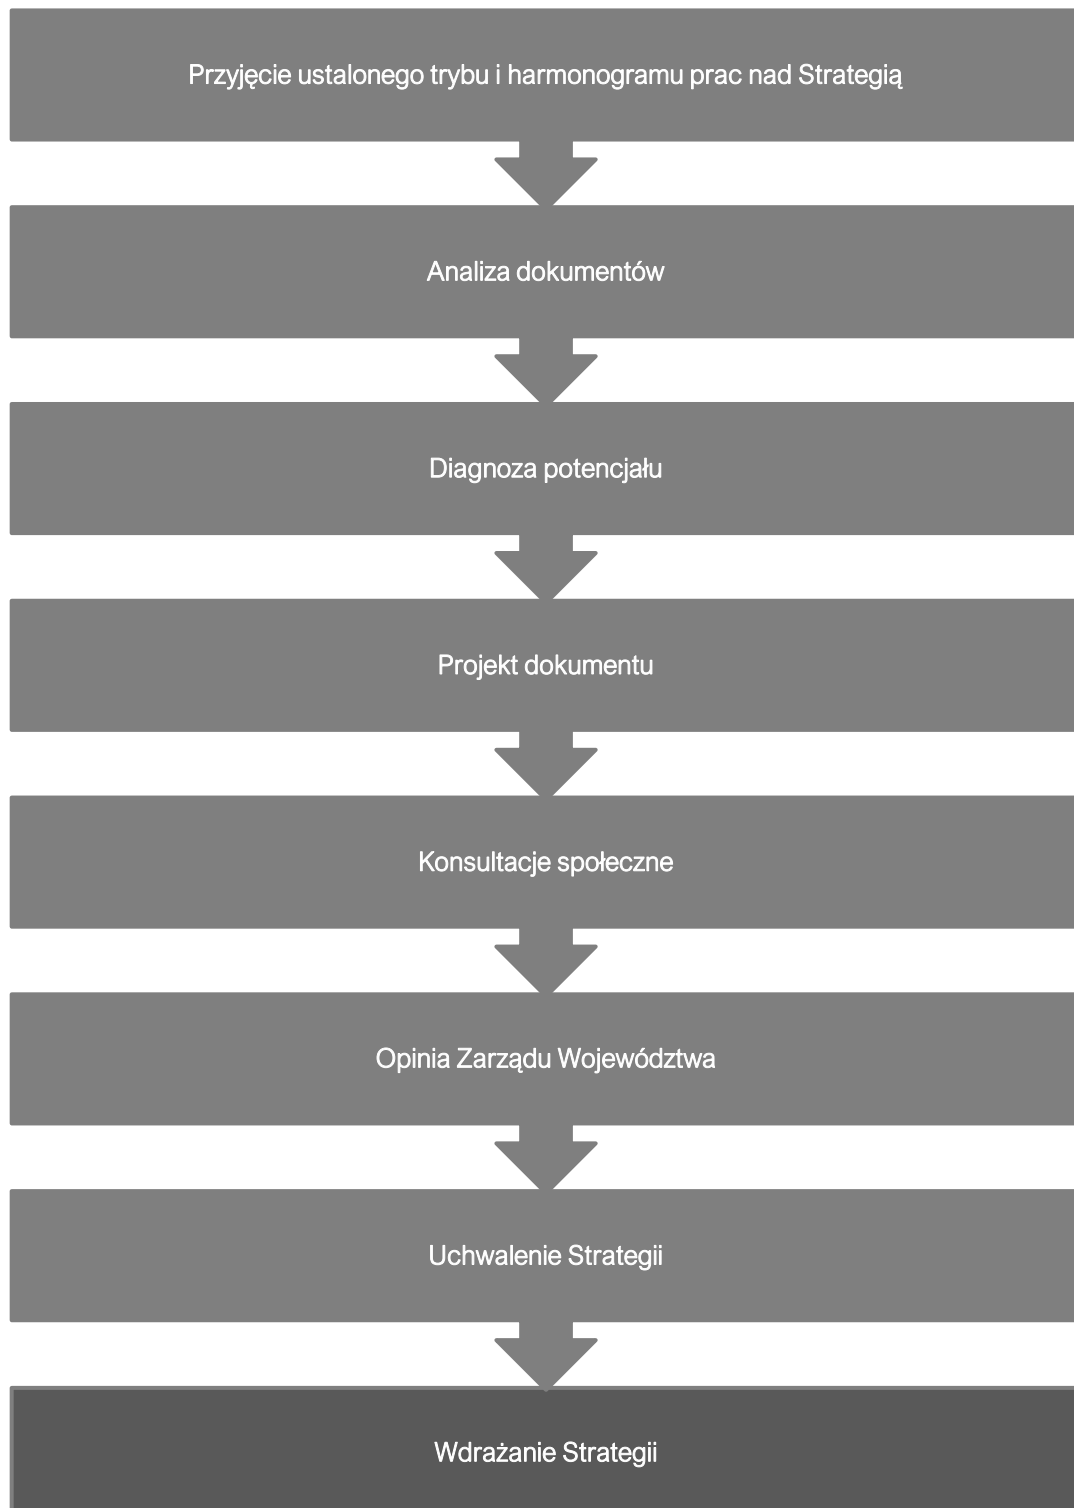 Przyjęcie ustalonego trybu i harmonogramu prac nad Strategią
Analiza dokumentów
Diagnoza potencjału
Projekt dokumentu
Konsultacje społeczne
Opinia Zarządu Województwa
Uchwalenie Strategii
Wdrażanie Strategii